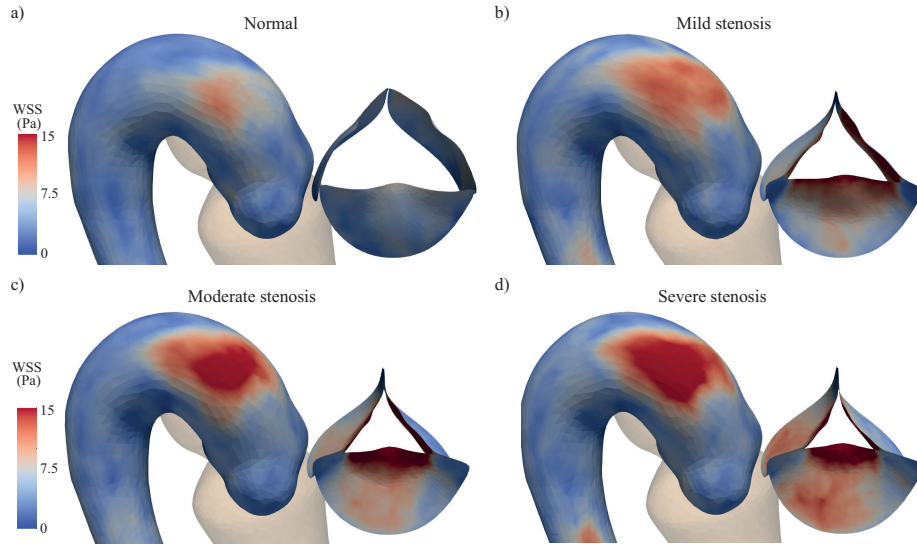 a)
Normal
b)
Mild stenosis
WSS
(Pa)
15
7.5
0
c)
Moderate stenosis
d)
Severe stenosis
WSS
(Pa)
15
7.5
0